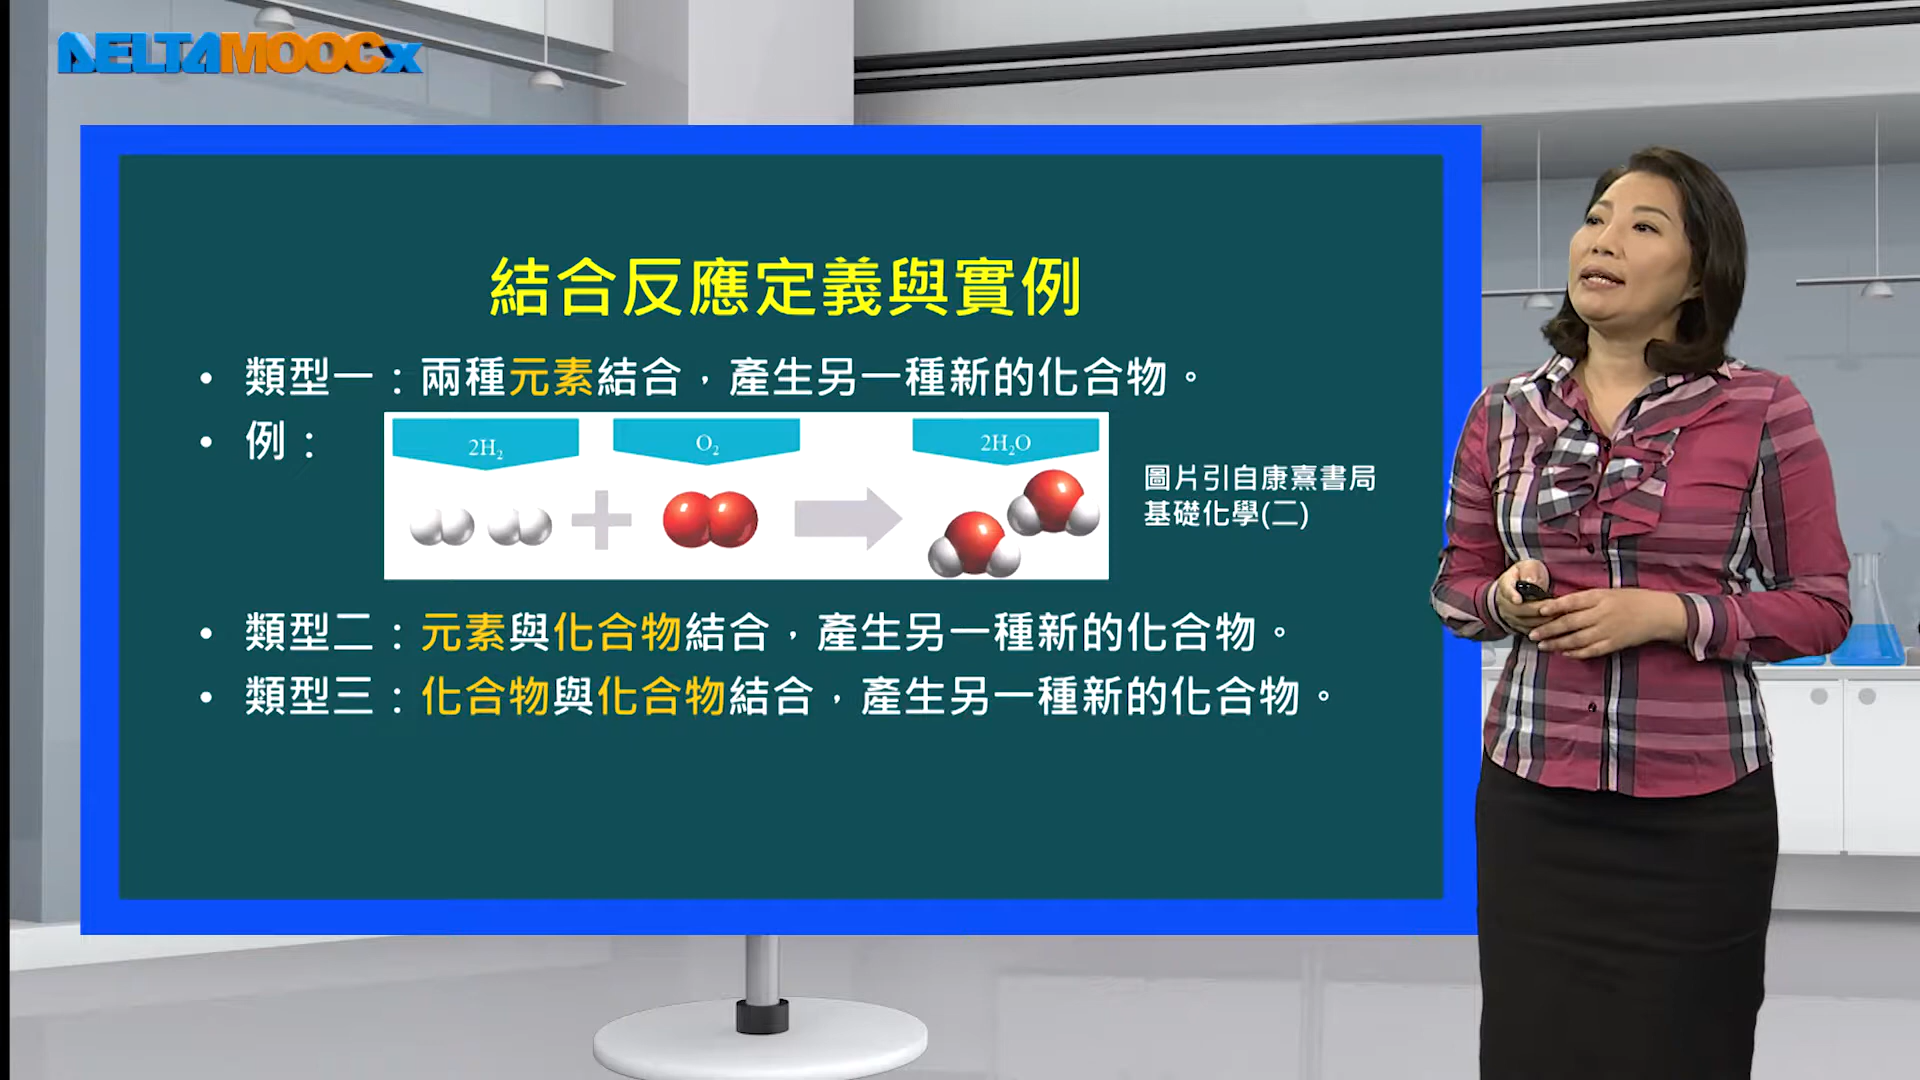 DELTAMOOCx
結合反應定義與實例
• 類型一：兩種元素結合，產生另一種新的化合物。
• 例：
2H₂
O₂
2H₂O
圖片引自康熹書局
基礎化學(二)
• 類型二：元素與化合物結合，產生另一種新的化合物。
• 類型三：化合物與化合物結合，產生另一種新的化合物。